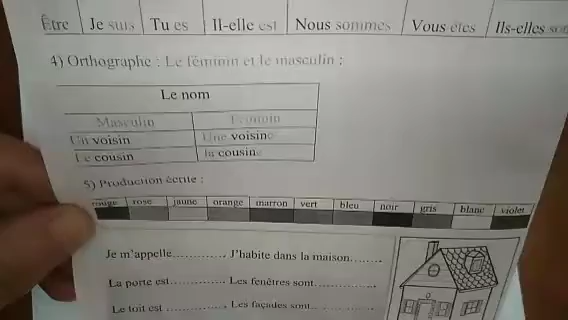 Être Je suis Tu es Il-elle est Nous sommes Vous êtes Ils-elles
4) Orthographe : Le féminin et le masculin :
Le nom
Masculin Féminin
Un voisin Une voisine
Le cousin la cousine
5) Production écrite :
rouge rose jaune orange marron vert bleu noir gris blanc violet
Je m'appelle............. J'habite dans la maison........
La porte est............... Les fenêtres sont...............
Le toit est................ Les façades sont................